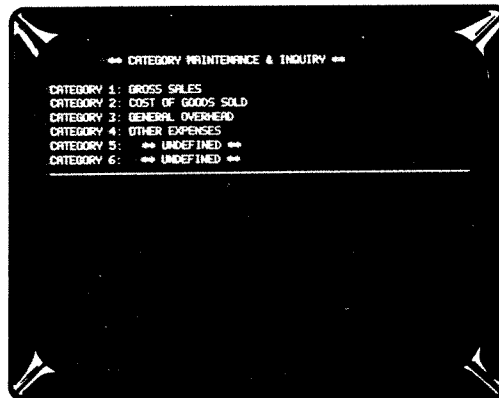 ** CATEGORY MAINTENANCE & INQUIRY **
CATEGORY 1: GROSS SALES
CATEGORY 2: COST OF GOODS SOLD
CATEGORY 3: GENERAL OVERHEAD
CATEGORY 4: OTHER EXPENSES
CATEGORY 5: ** UNDEFINED **
CATEGORY 6: ** UNDEFINED **